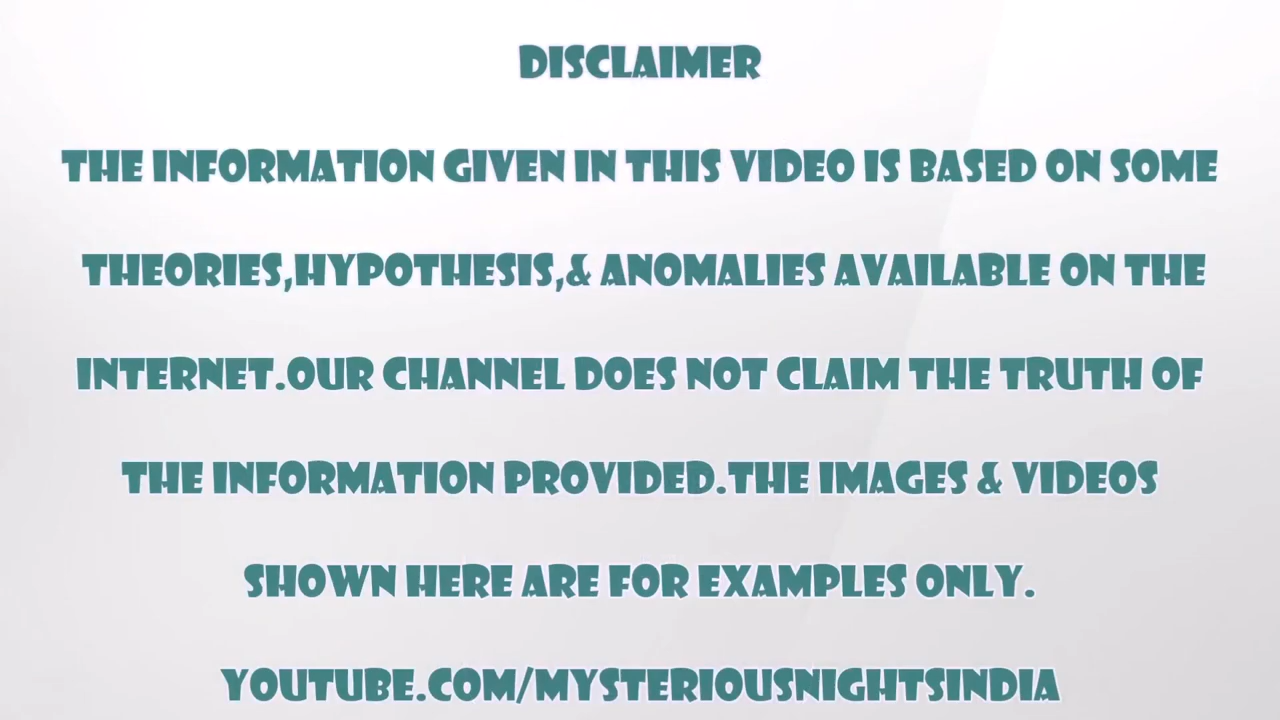 DISCLAIMER
THE INFORMATION GIVEN IN THIS VIDEO IS BASED ON SOME
THEORIES,HYPOTHESIS,& ANOMALIES AVAILABLE ON THE
INTERNET.OUR CHANNEL DOES NOT CLAIM THE TRUTH OF
THE INFORMATION PROVIDED.THE IMAGES & VIDEOS
SHOWN HERE ARE FOR EXAMPLES ONLY.
YOUTUBE.COM/MYSTERIOUSNIGHTSINDIA